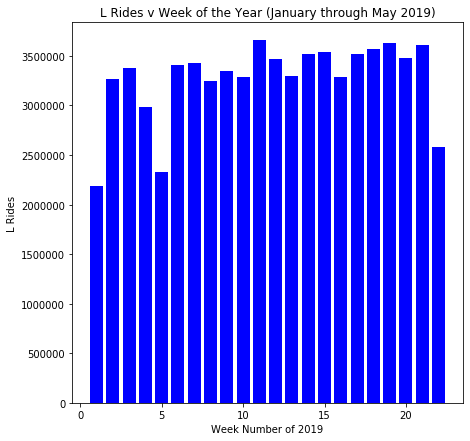 L Rides v Week of the Year (January through May 2019)
3500000
3000000
2500000
2000000
1500000
1000000
500000
0
L Rides
0 5 10 15 20
Week Number of 2019